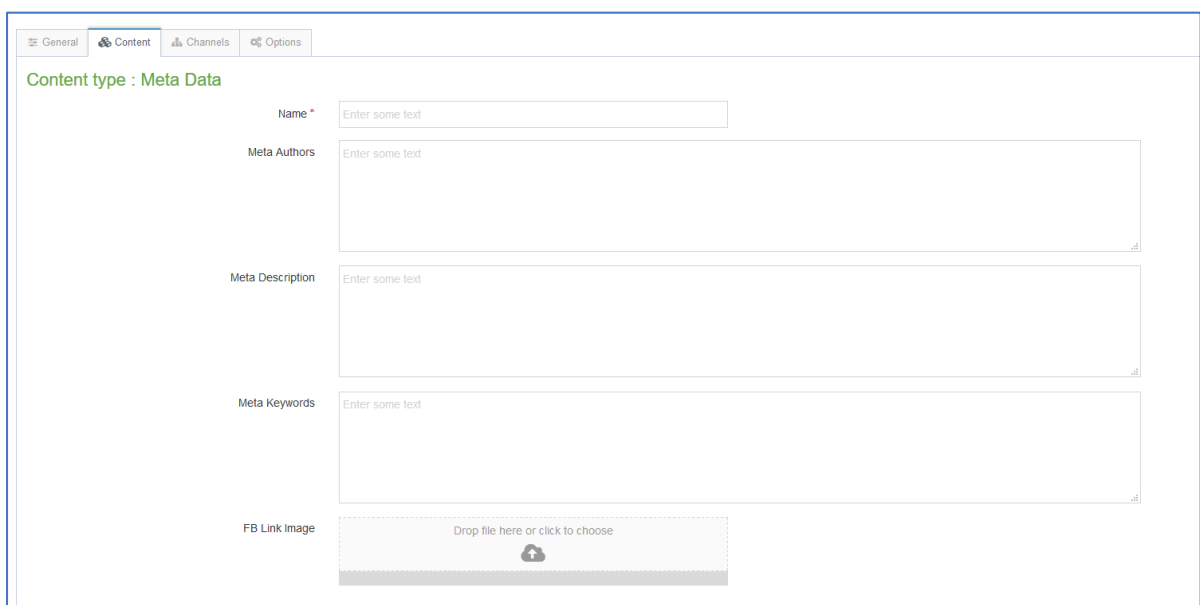 General Content Channels Options
Content type : Meta Data
Name * Enter some text
Meta Authors Enter some text
Meta Description Enter some text
Meta Keywords Enter some text
FB Link Image Drop file here or click to choose